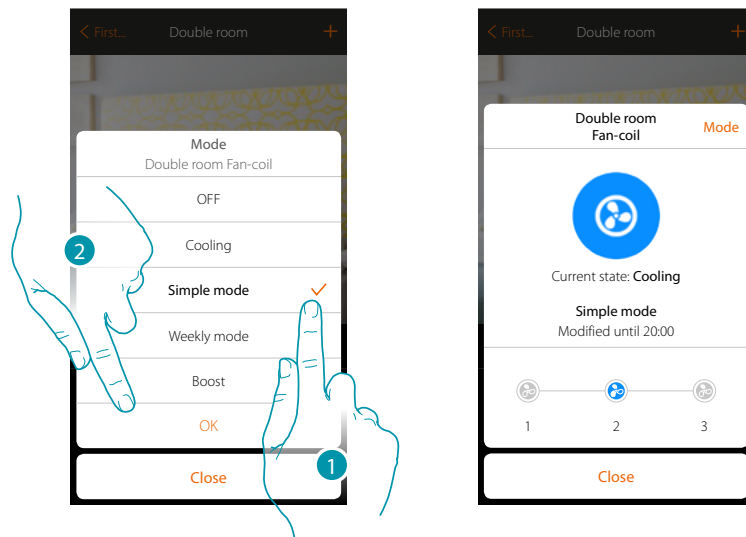 < First... Double room +
Mode
Double room Fan-coil
OFF
2
Cooling
Simple mode
Weekly mode
Boost
OK
1
Close
< First... Double room +
Double room
Fan-coil
Mode
Current state: Cooling
Simple mode
Modified until 20:00
1 2 3
Close